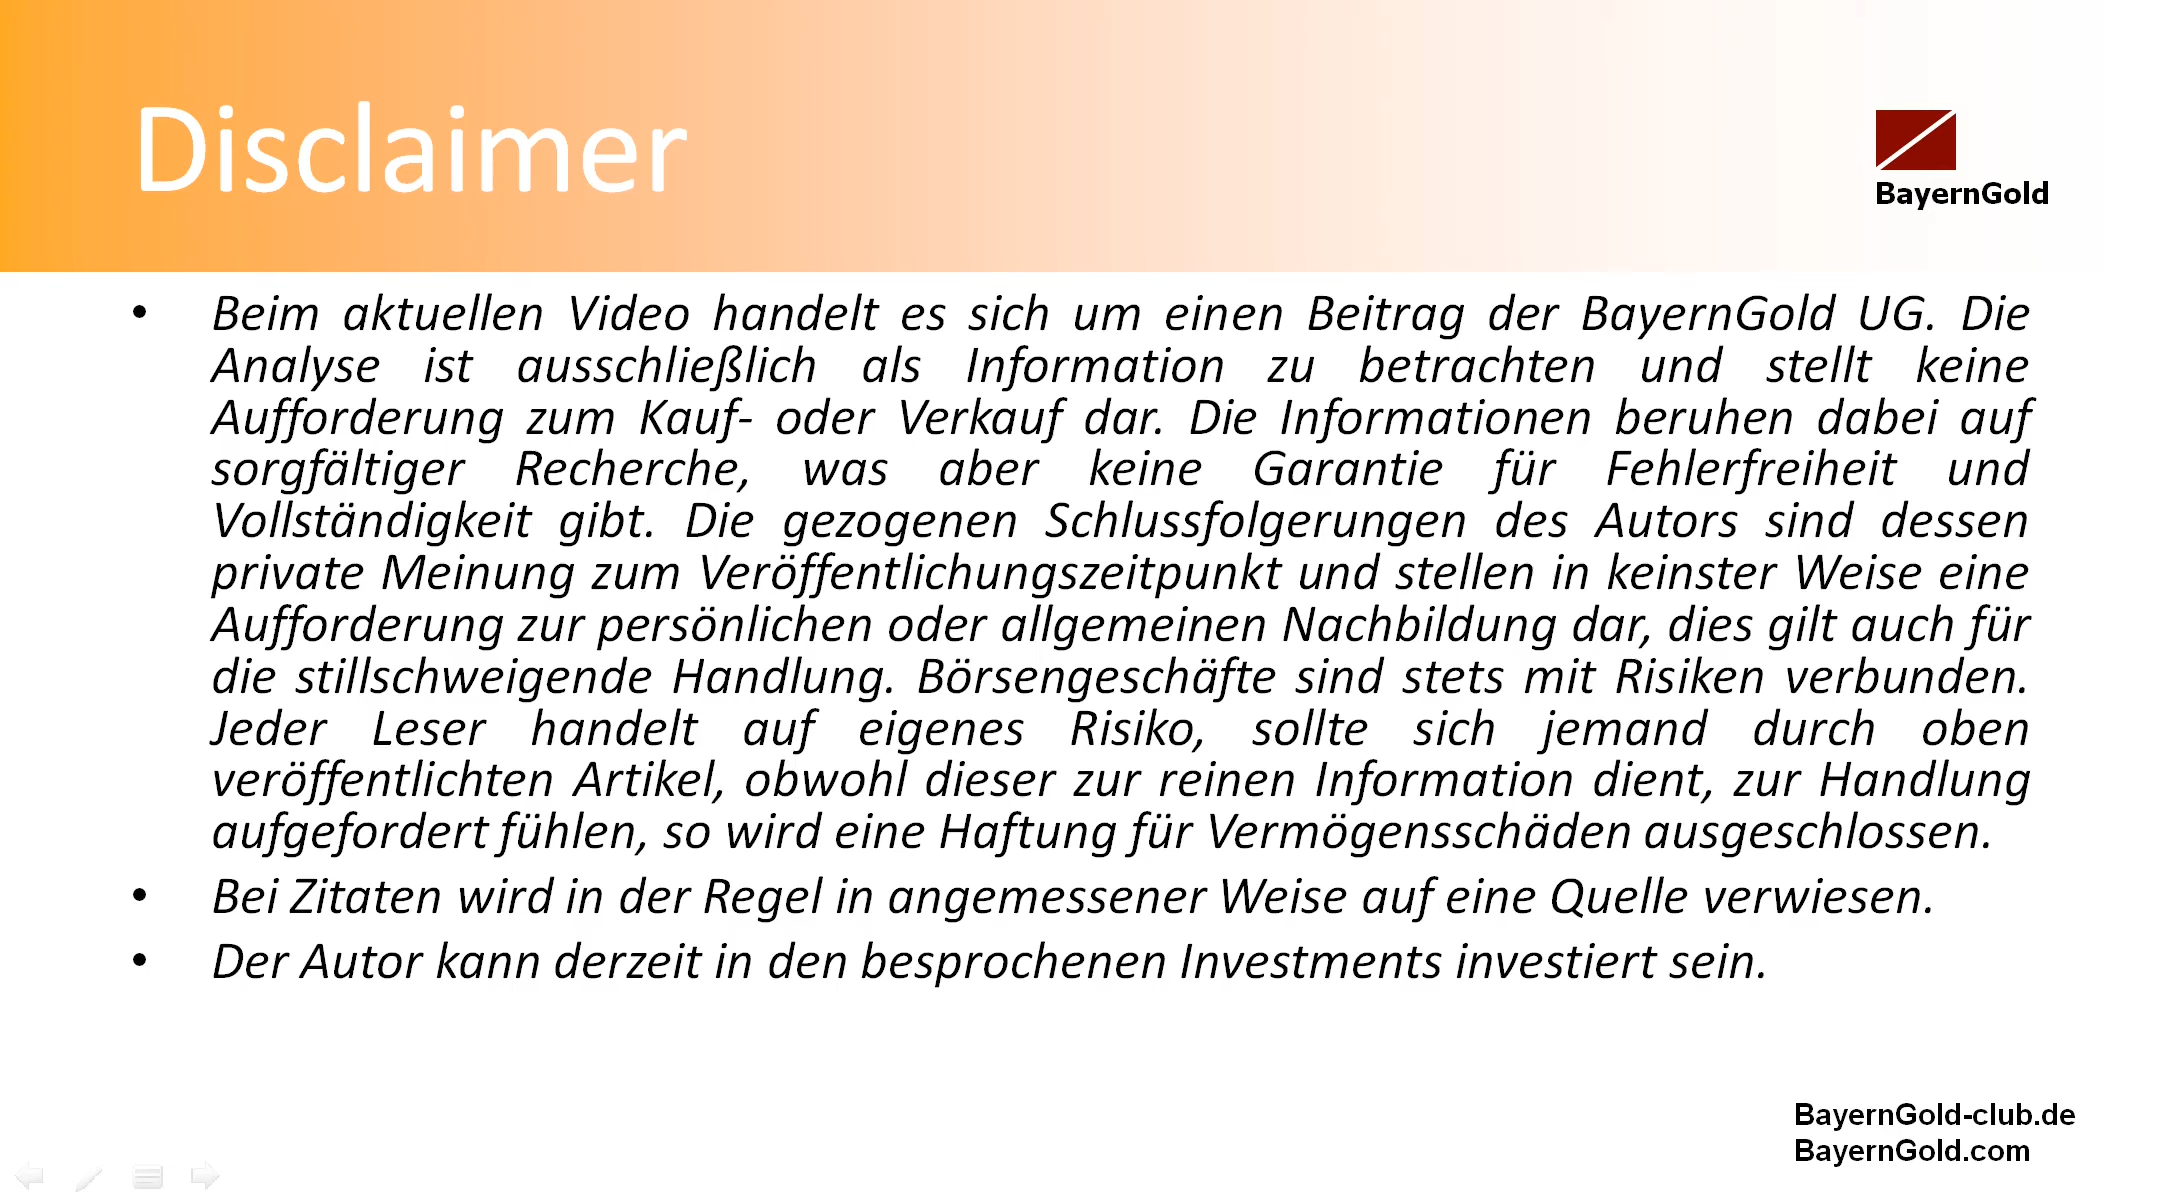 Disclaimer
BayernGold
• Beim aktuellen Video handelt es sich um einen Beitrag der BayernGold UG. Die
Analyse ist ausschließlich als Information zu betrachten und stellt keine
Aufforderung zum Kauf- oder Verkauf dar. Die Informationen beruhen dabei auf
sorgfältiger Recherche, was aber keine Garantie für Fehlerfreiheit und
Vollständigkeit gibt. Die gezogenen Schlussfolgerungen des Autors sind dessen
private Meinung zum Veröffentlichungszeitpunkt und stellen in keinster Weise eine
Aufforderung zur persönlichen oder allgemeinen Nachbildung dar, dies gilt auch für
die stillschweigende Handlung. Börsengeschäfte sind stets mit Risiken verbunden.
Jeder Leser handelt auf eigenes Risiko, sollte sich jemand durch oben
veröffentlichten Artikel, obwohl dieser zur reinen Information dient, zur Handlung
aufgefordert fühlen, so wird eine Haftung für Vermögensschäden ausgeschlossen.
• Bei Zitaten wird in der Regel in angemessener Weise auf eine Quelle verwiesen.
• Der Autor kann derzeit in den besprochenen Investments investiert sein.
BayernGold-club.de
BayernGold.com